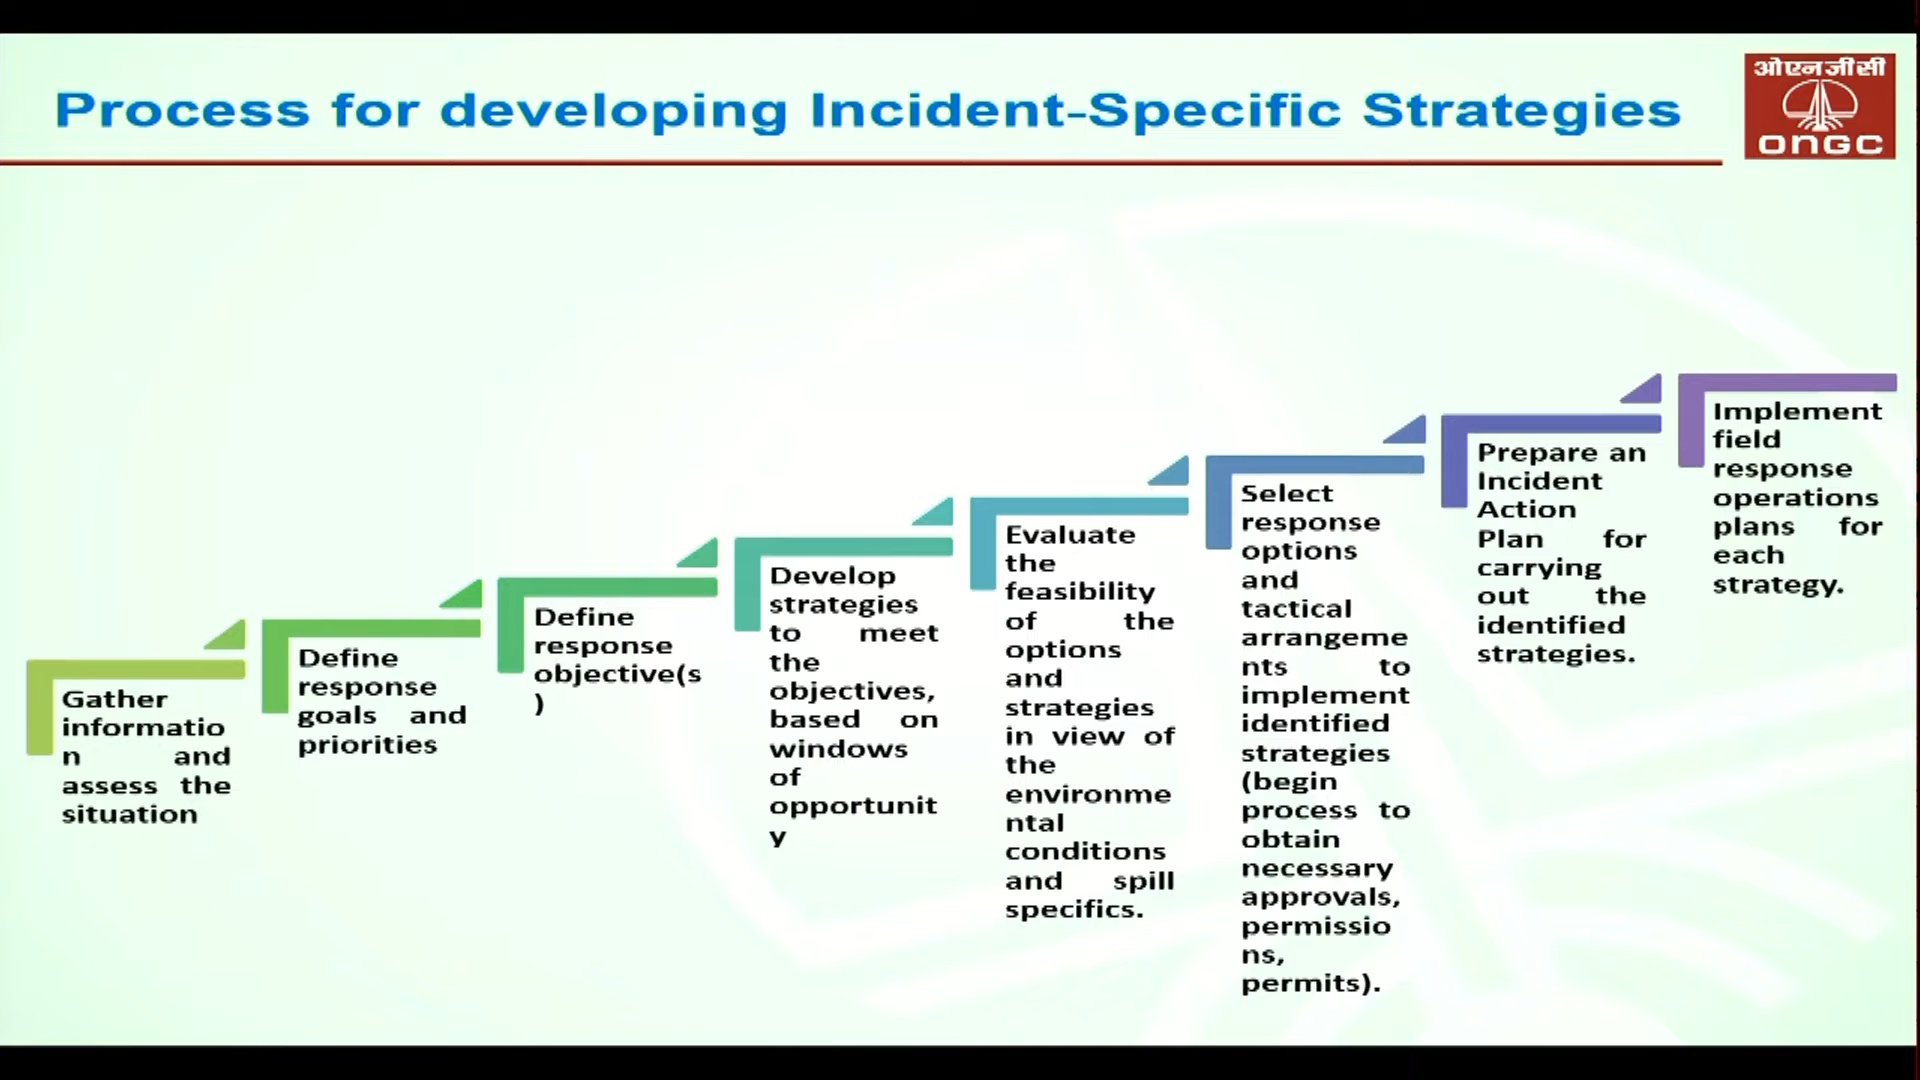 Process for developing Incident-Specific Strategies
ओएनजीसी
ONGC
Gather
informatio
n and
assess the
situation
Define
response
goals and
priorities
Define
response
objective(s
)
Develop
strategies
to meet
the
objectives,
based on
windows
of
opportunit
y
Evaluate
the
feasibility
of the
options
and
strategies
in view of
the
environme
ntal
conditions
and spill
specifics.
Select
response
options
and
tactical
arrangeme
nts to
implement
identified
strategies
(begin
process to
obtain
necessary
approvals,
permissio
ns,
permits).
Prepare an
Incident
Action
Plan for
carrying
out the
identified
strategies.
Implement
field
response
operations
plans for
each
strategy.